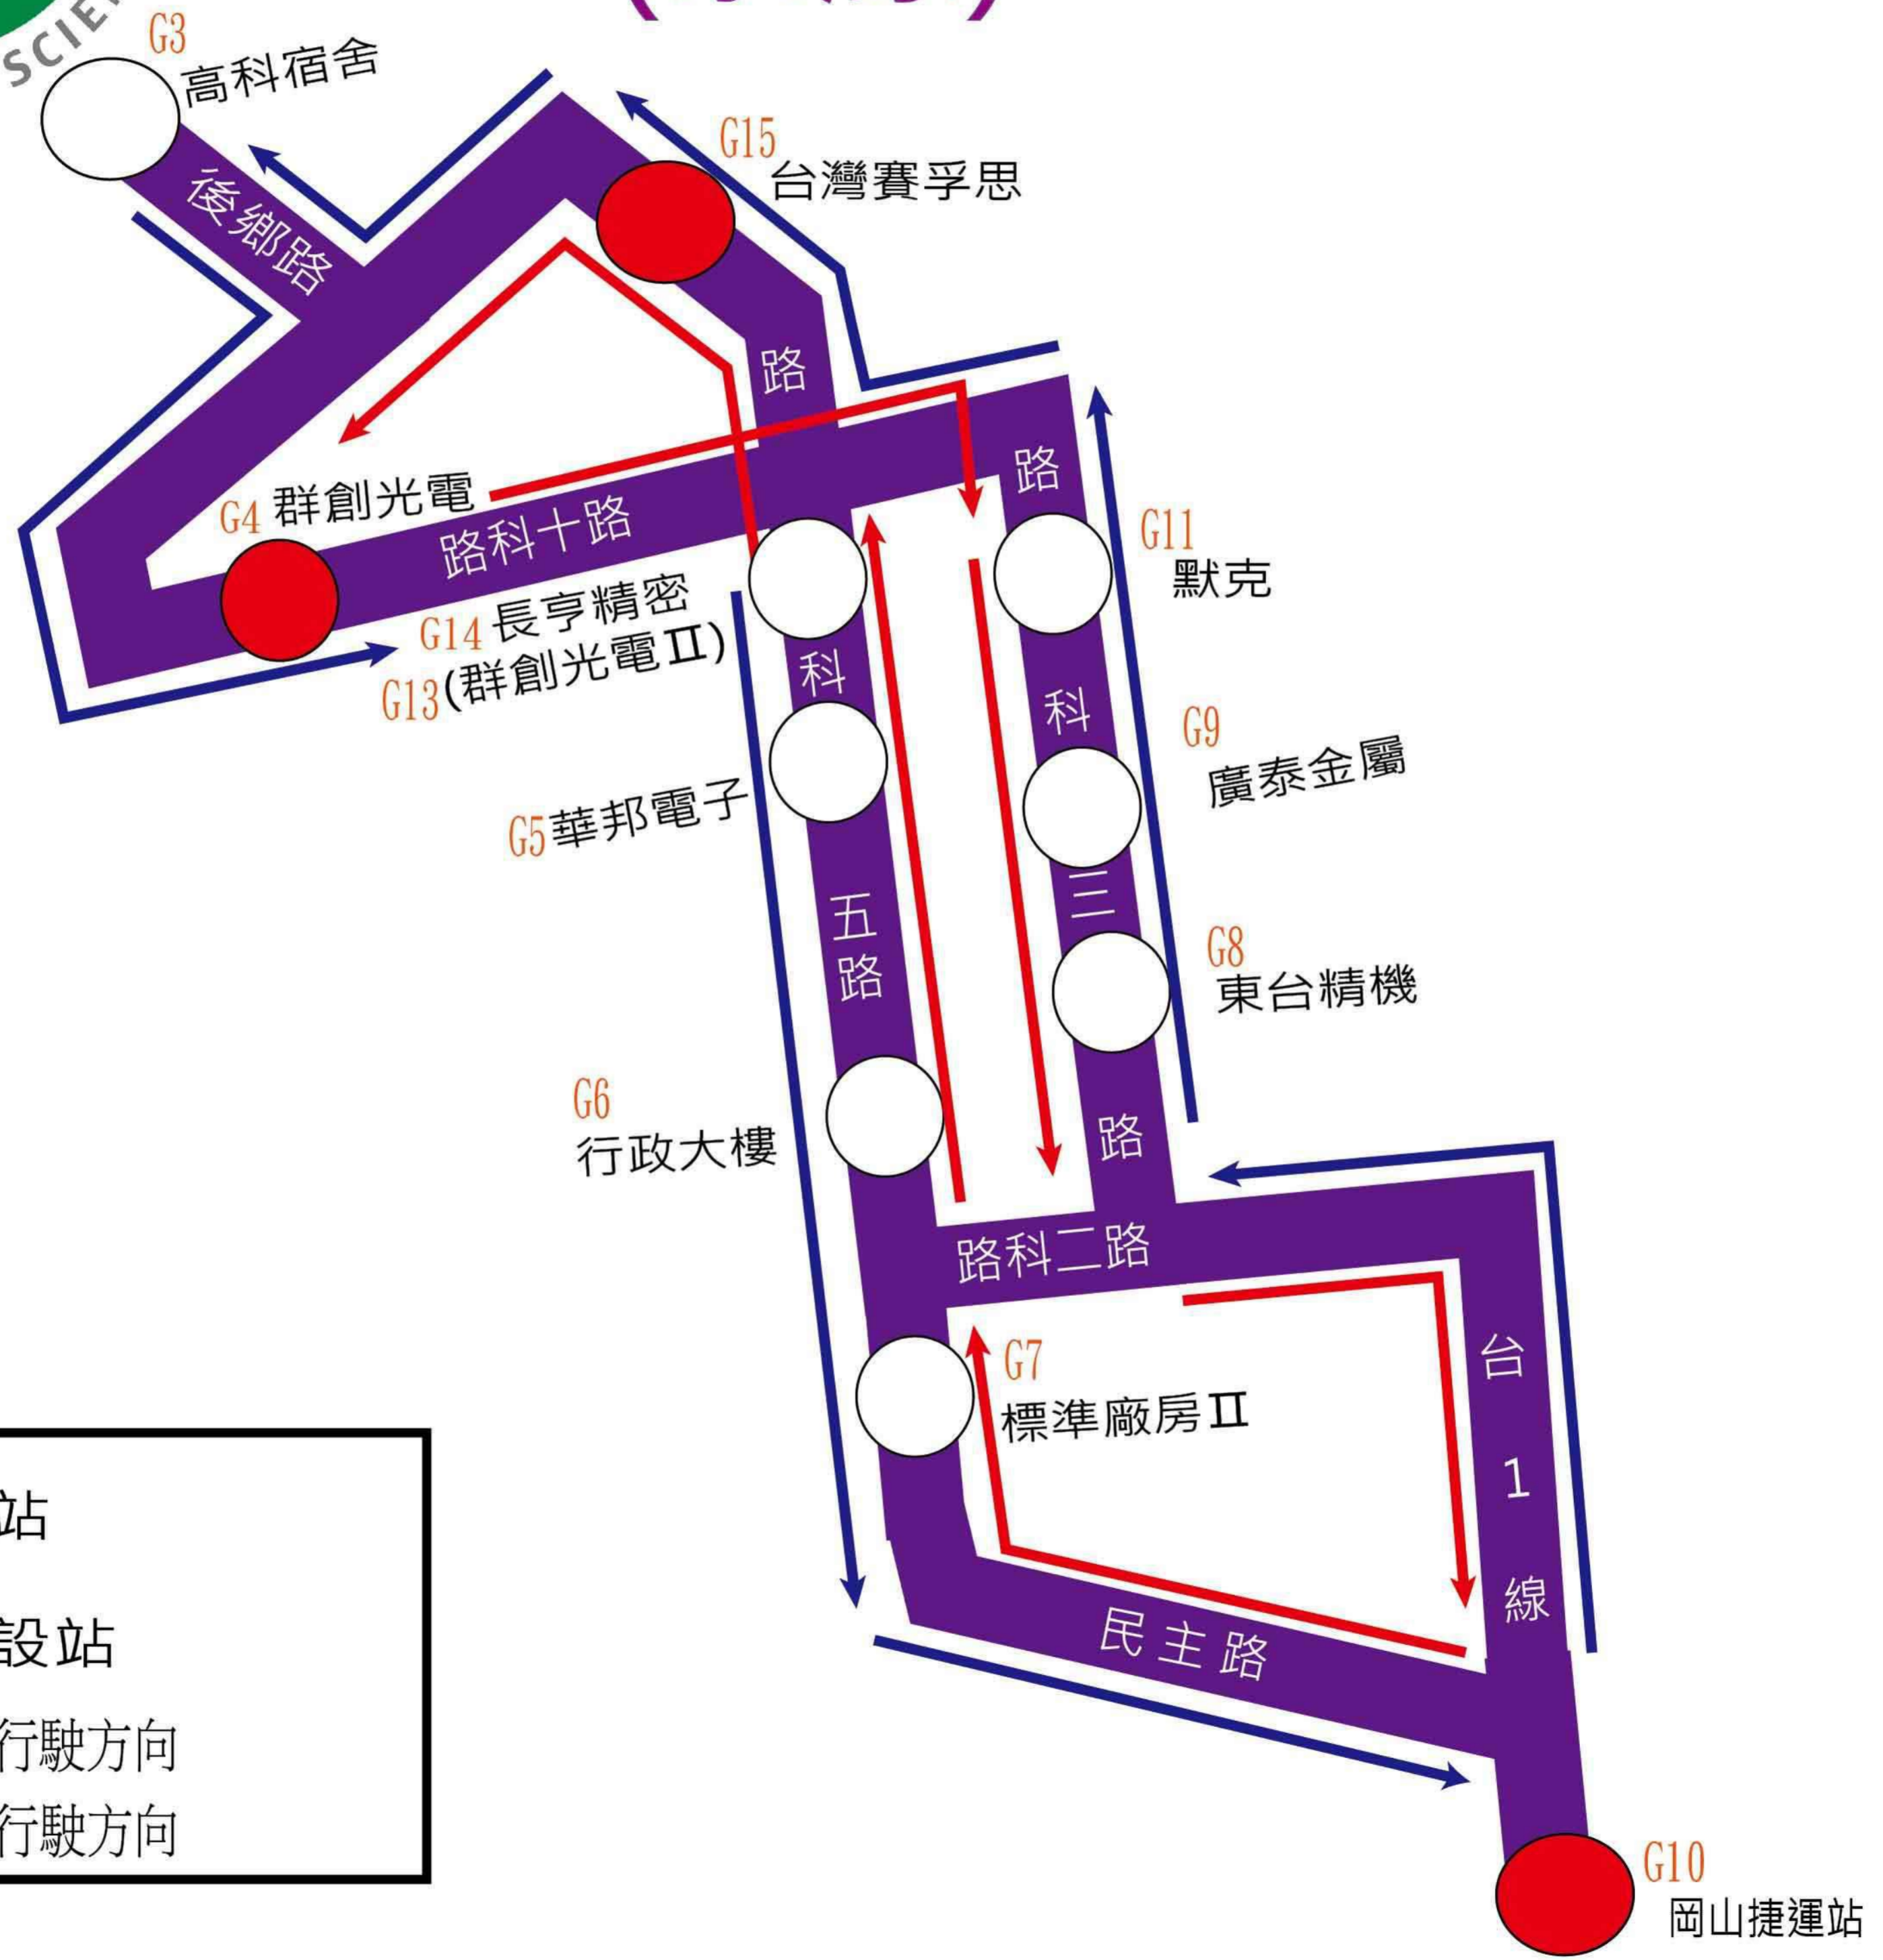 G3
高科宿舍
後鄉路
G15
台灣賽孚思
路
G4 群創光電
路科十路
路
G11
默克
G14 長亨精密
G13(群創光電Ⅱ)
科
科
G9
廣泰金屬
G5華邦電子
三
五
路
G8
東台精機
G6
行政大樓
路
路科二路
G7
標準廠房Ⅱ
台
1
線
民主路
站
設站
行駛方向
行駛方向
G10
岡山捷運站